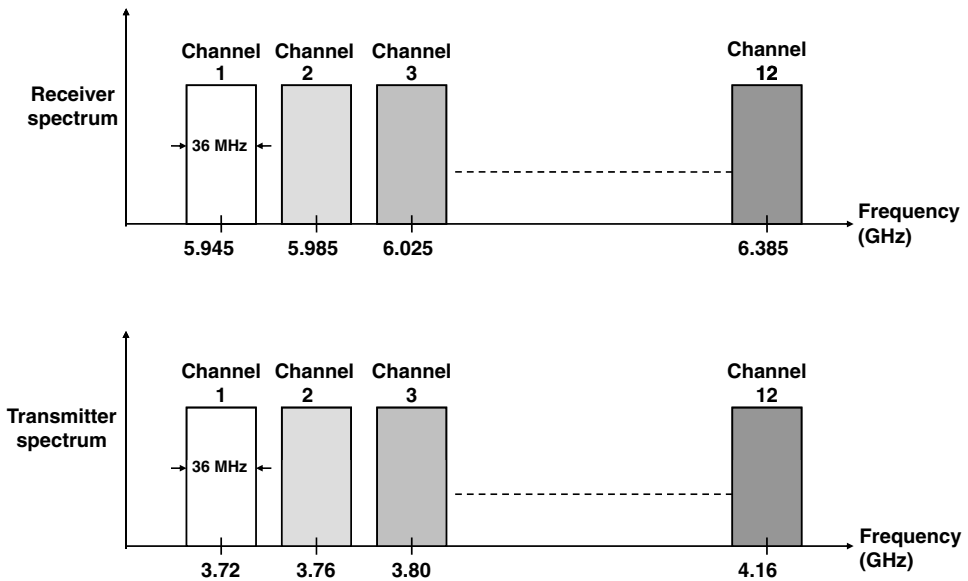 Channel 1
Channel 2
Channel 3
Channel 12
Receiver spectrum
36 MHz
Frequency (GHz)
5.945
5.985
6.025
6.385
Channel 1
Channel 2
Channel 3
Channel 12
Transmitter spectrum
36 MHz
Frequency (GHz)
3.72
3.76
3.80
4.16